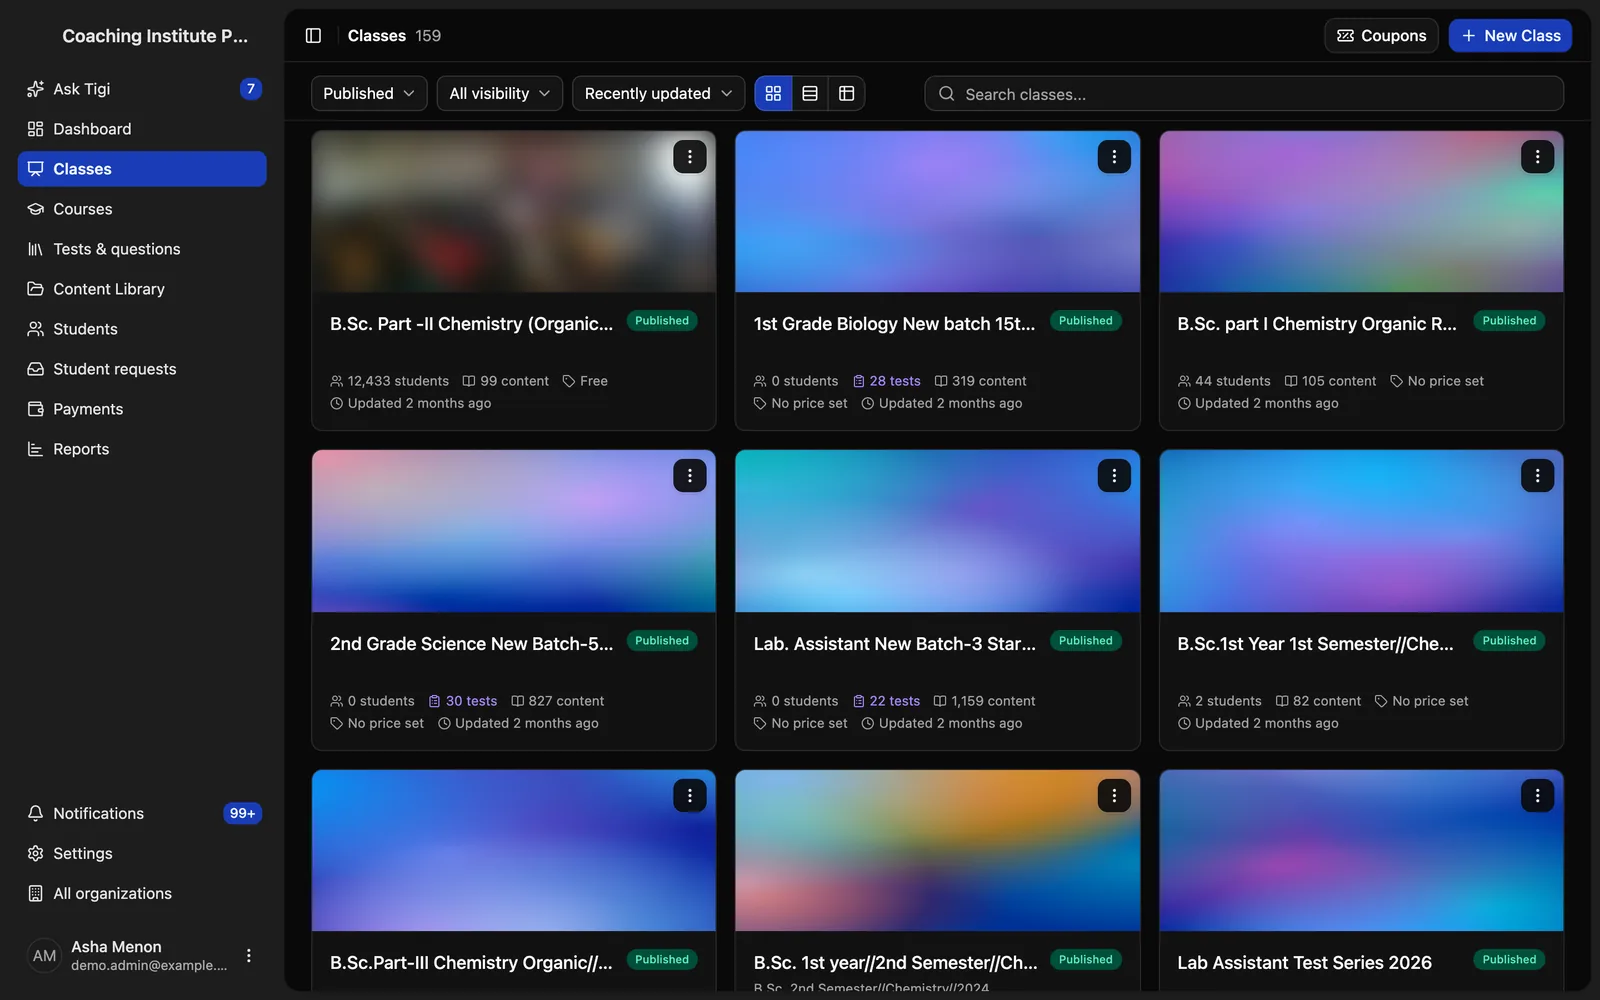 Coaching Institute P...
Ask Tigi 7
Dashboard
Classes
Courses
Tests & questions
Content Library
Students
Student requests
Payments
Reports
Notifications 99+
Settings
All organizations
AM
Asha Menon
demo.admin@example....
Classes 159
Coupons
New Class
Published
All visibility
Recently updated
Search classes...
B.Sc. Part -II Chemistry (Organic... Published
12,433 students 99 content Free
Updated 2 months ago
1st Grade Biology New batch 15t... Published
0 students 28 tests 319 content
No price set Updated 2 months ago
B.Sc. part I Chemistry Organic R... Published
44 students 105 content No price set
Updated 2 months ago
2nd Grade Science New Batch-5... Published
0 students 30 tests 827 content
No price set Updated 2 months ago
Lab. Assistant New Batch-3 Star... Published
0 students 22 tests 1,159 content
No price set Updated 2 months ago
B.Sc.1st Year 1st Semester//Che... Published
2 students 82 content No price set
Updated 2 months ago
B.Sc.Part-III Chemistry Organic//... Published
B.Sc. 1st year//2nd Semester//Ch... Published
B.Sc. 2nd Semester//Chemistry//2024
Lab Assistant Test Series 2026 Published